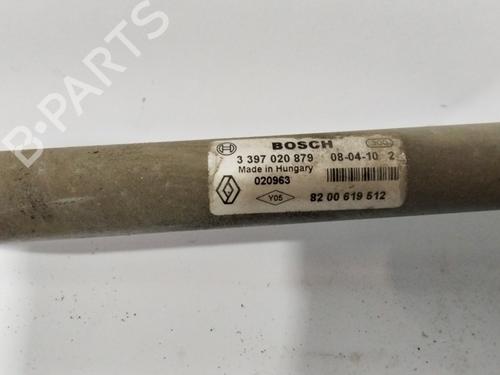 B-PARTS
BOSCH
3 397 020 879 08-04-10 2
Made in Hungary
020963
Y05
82 00 619 512